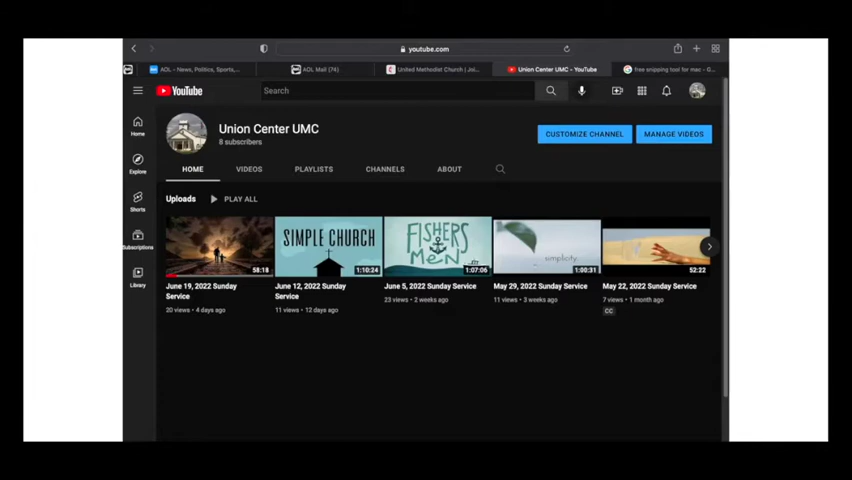 youtube.com
AOL - News, Politics, Sports,...
AOL Mail (74)
United Methodist Church | Joi...
Union Center UMC - YouTube
free snipping tool for mac - G...
YouTube
Search
Union Center UMC
8 subscribers
CUSTOMIZE CHANNEL
MANAGE VIDEOS
Home
Explore
Shorts
Subscriptions
Library
HOME
VIDEOS
PLAYLISTS
CHANNELS
ABOUT
Uploads
PLAY ALL
58:18
SIMPLE CHURCH
1:10:24
FISHERS
of
MEN
1:07:06
simplicity
1:00:31
52:22
June 19, 2022 Sunday
Service
20 views • 4 days ago
June 12, 2022 Sunday
Service
11 views • 12 days ago
June 5, 2022 Sunday Service
23 views • 2 weeks ago
May 29, 2022 Sunday Service
11 views • 3 weeks ago
May 22, 2022 Sunday Service
7 views • 1 month ago
CC